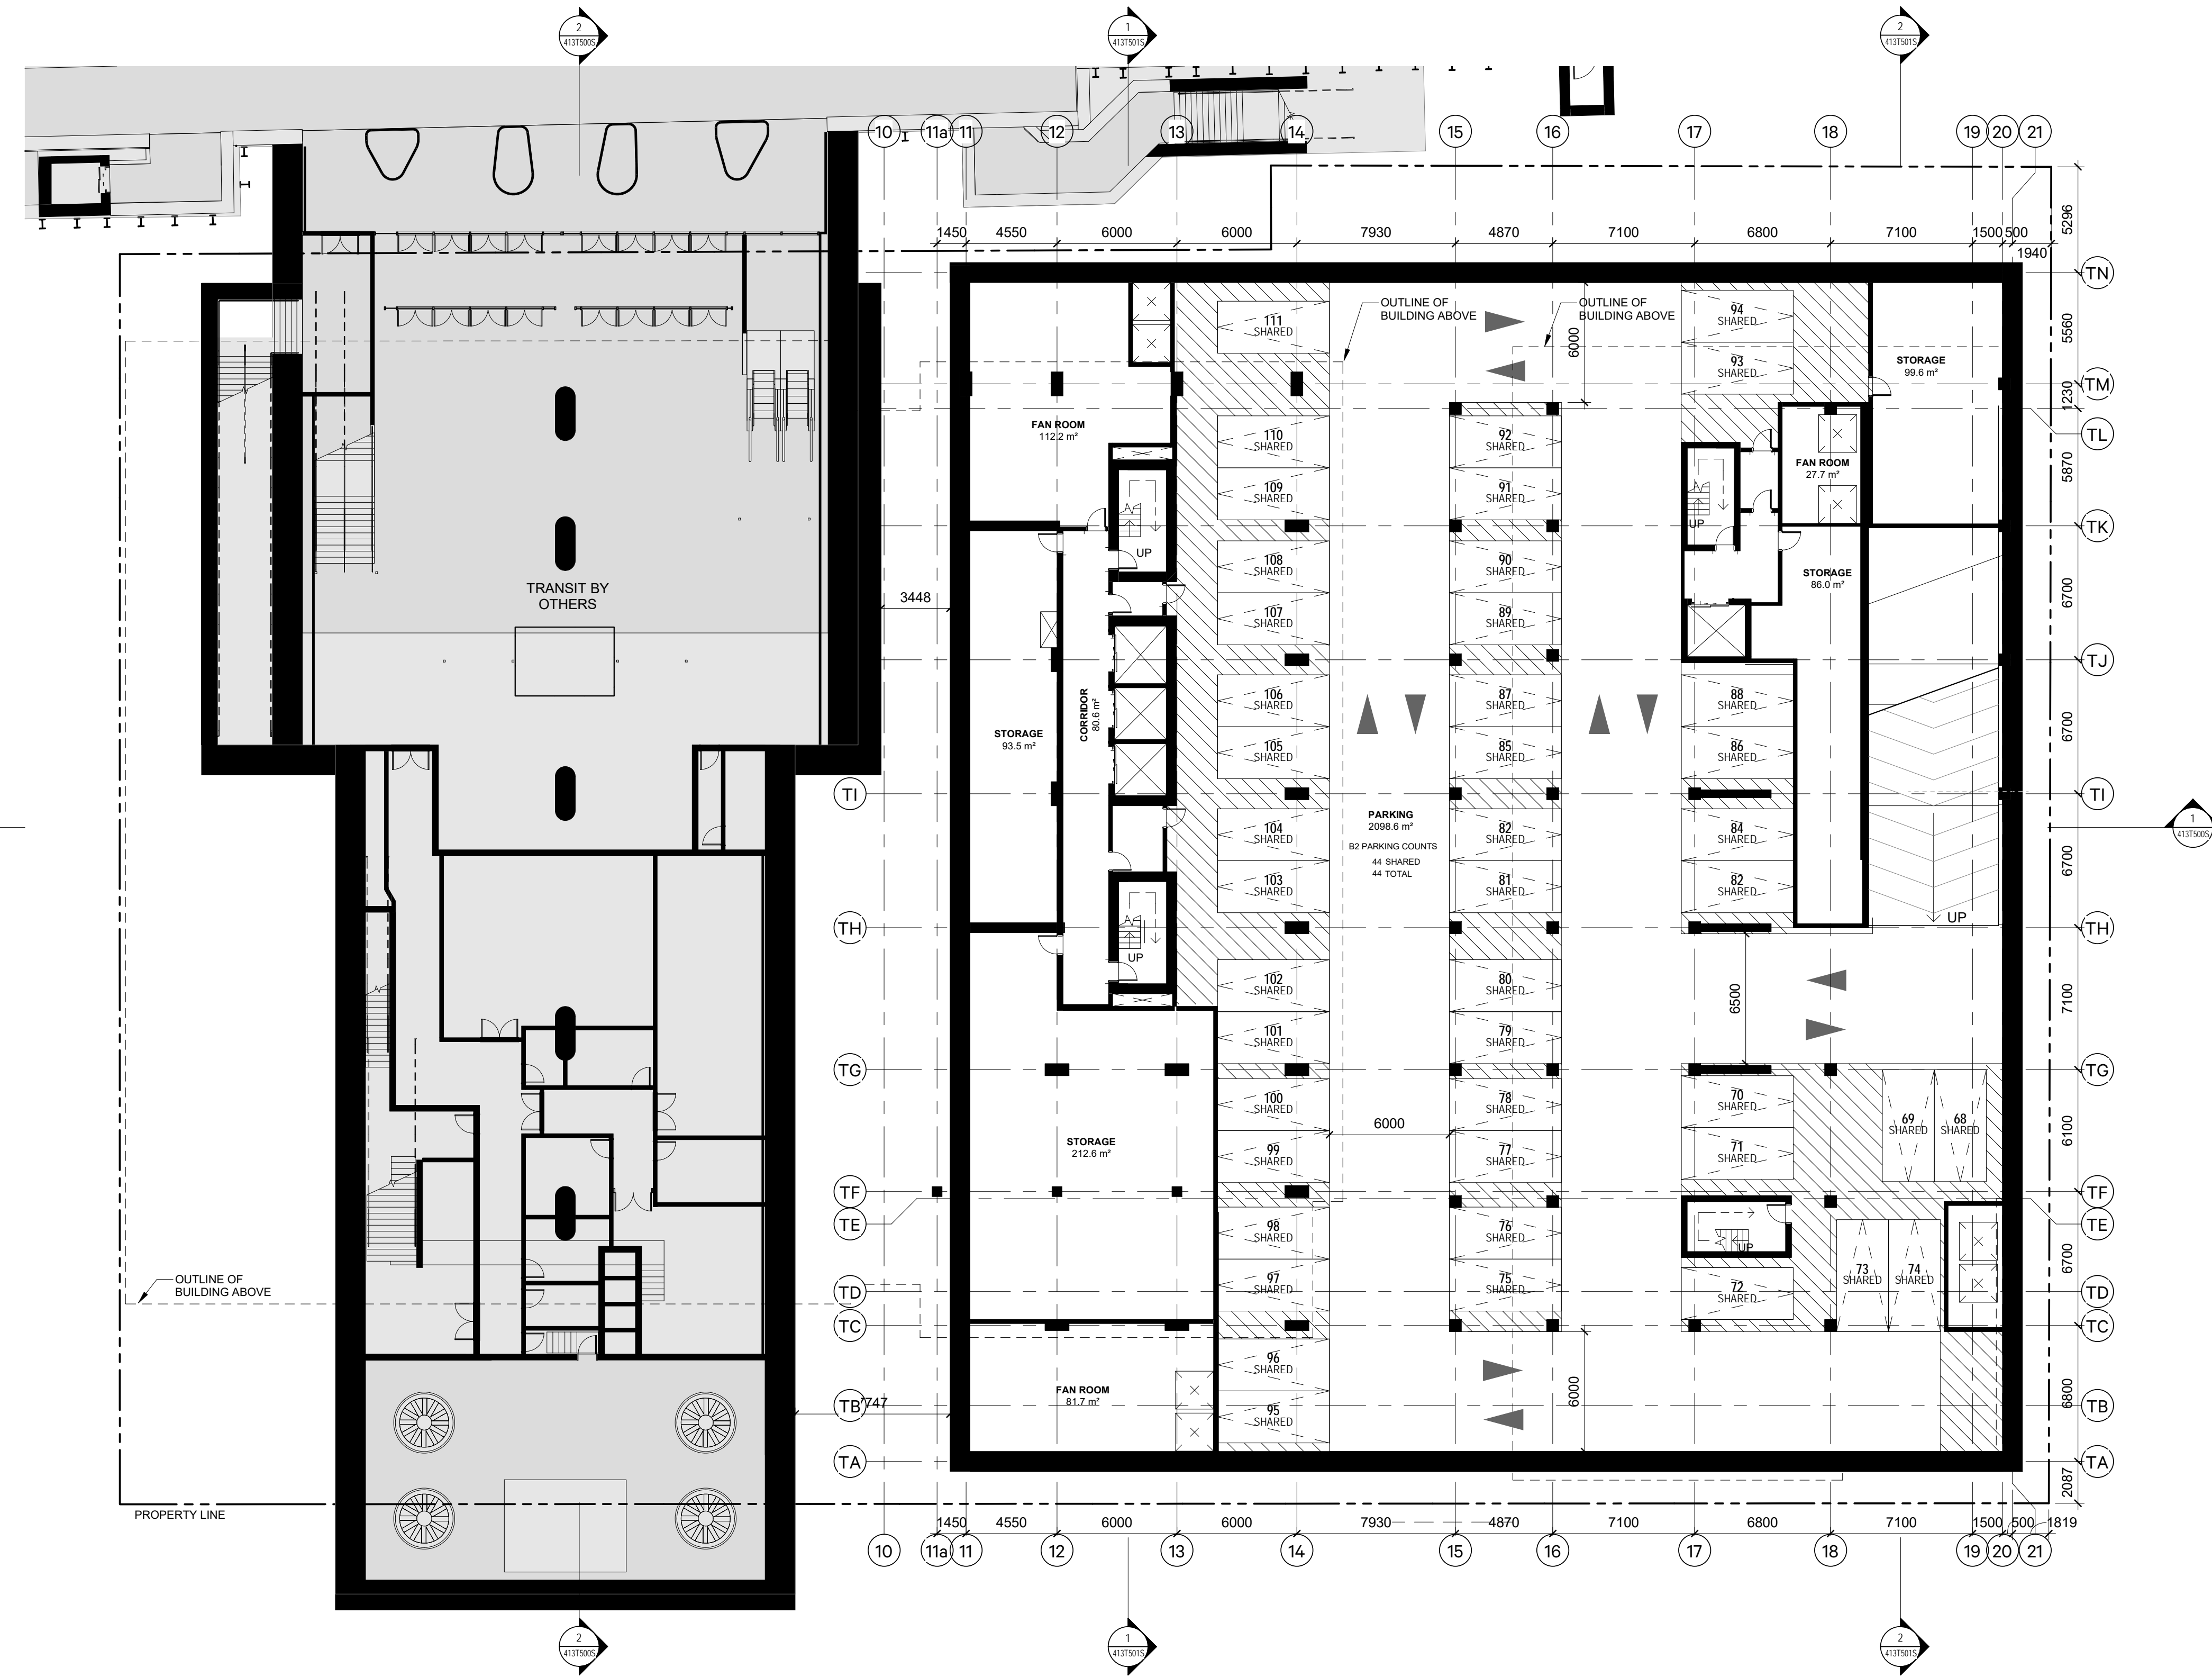 2
413T500S
1
413T501S
2
413T501S
10
11a
11
12
13
14
15
16
17
18
19
20
21
5296
1450
4550
6000
6000
7930
4870
7100
6800
7100
1500
500
1940
TN
OUTLINE OF
BUILDING ABOVE
OUTLINE OF
BUILDING ABOVE
6000
5560
111
SHARED
94
SHARED
93
SHARED
STORAGE
99.6 m²
TM
1230
TL
FAN ROOM
112.2 m²
110
SHARED
92
SHARED
FAN ROOM
27.7 m²
5870
109
SHARED
91
SHARED
UP
TK
UP
108
SHARED
90
SHARED
STORAGE
86.0 m²
TRANSIT BY
OTHERS
3448
107
SHARED
89
SHARED
6700
TJ
106
SHARED
87
SHARED
88
SHARED
CORRIDOR
80.6 m²
STORAGE
93.5 m²
105
SHARED
85
SHARED
86
SHARED
6700
TI
TI
PARKING
2098.6 m²
B2 PARKING COUNTS
44 SHARED
44 TOTAL
104
SHARED
82
SHARED
84
SHARED
1
413T500S
103
SHARED
81
SHARED
82
SHARED
6700
UP
TH
TH
UP
102
SHARED
80
SHARED
6500
7100
101
SHARED
79
SHARED
TG
TG
100
SHARED
78
SHARED
70
SHARED
69
SHARED
68
SHARED
6000
STORAGE
212.6 m²
99
SHARED
77
SHARED
71
SHARED
6100
TF
TF
TE
TE
98
SHARED
76
SHARED
UP
6700
OUTLINE OF
BUILDING ABOVE
97
SHARED
75
SHARED
72
SHARED
73
SHARED
74
SHARED
TD
TD
TC
TC
96
SHARED
FAN ROOM
81.7 m²
6000
6800
TB
7747
95
SHARED
TB
TA
TA
2087
PROPERTY LINE
1450
4550
6000
6000
7930
4870
7100
6800
7100
1500
500
1819
10
11a
11
12
13
14
15
16
17
18
19
20
21
2
413T500S
1
413T501S
2
413T501S